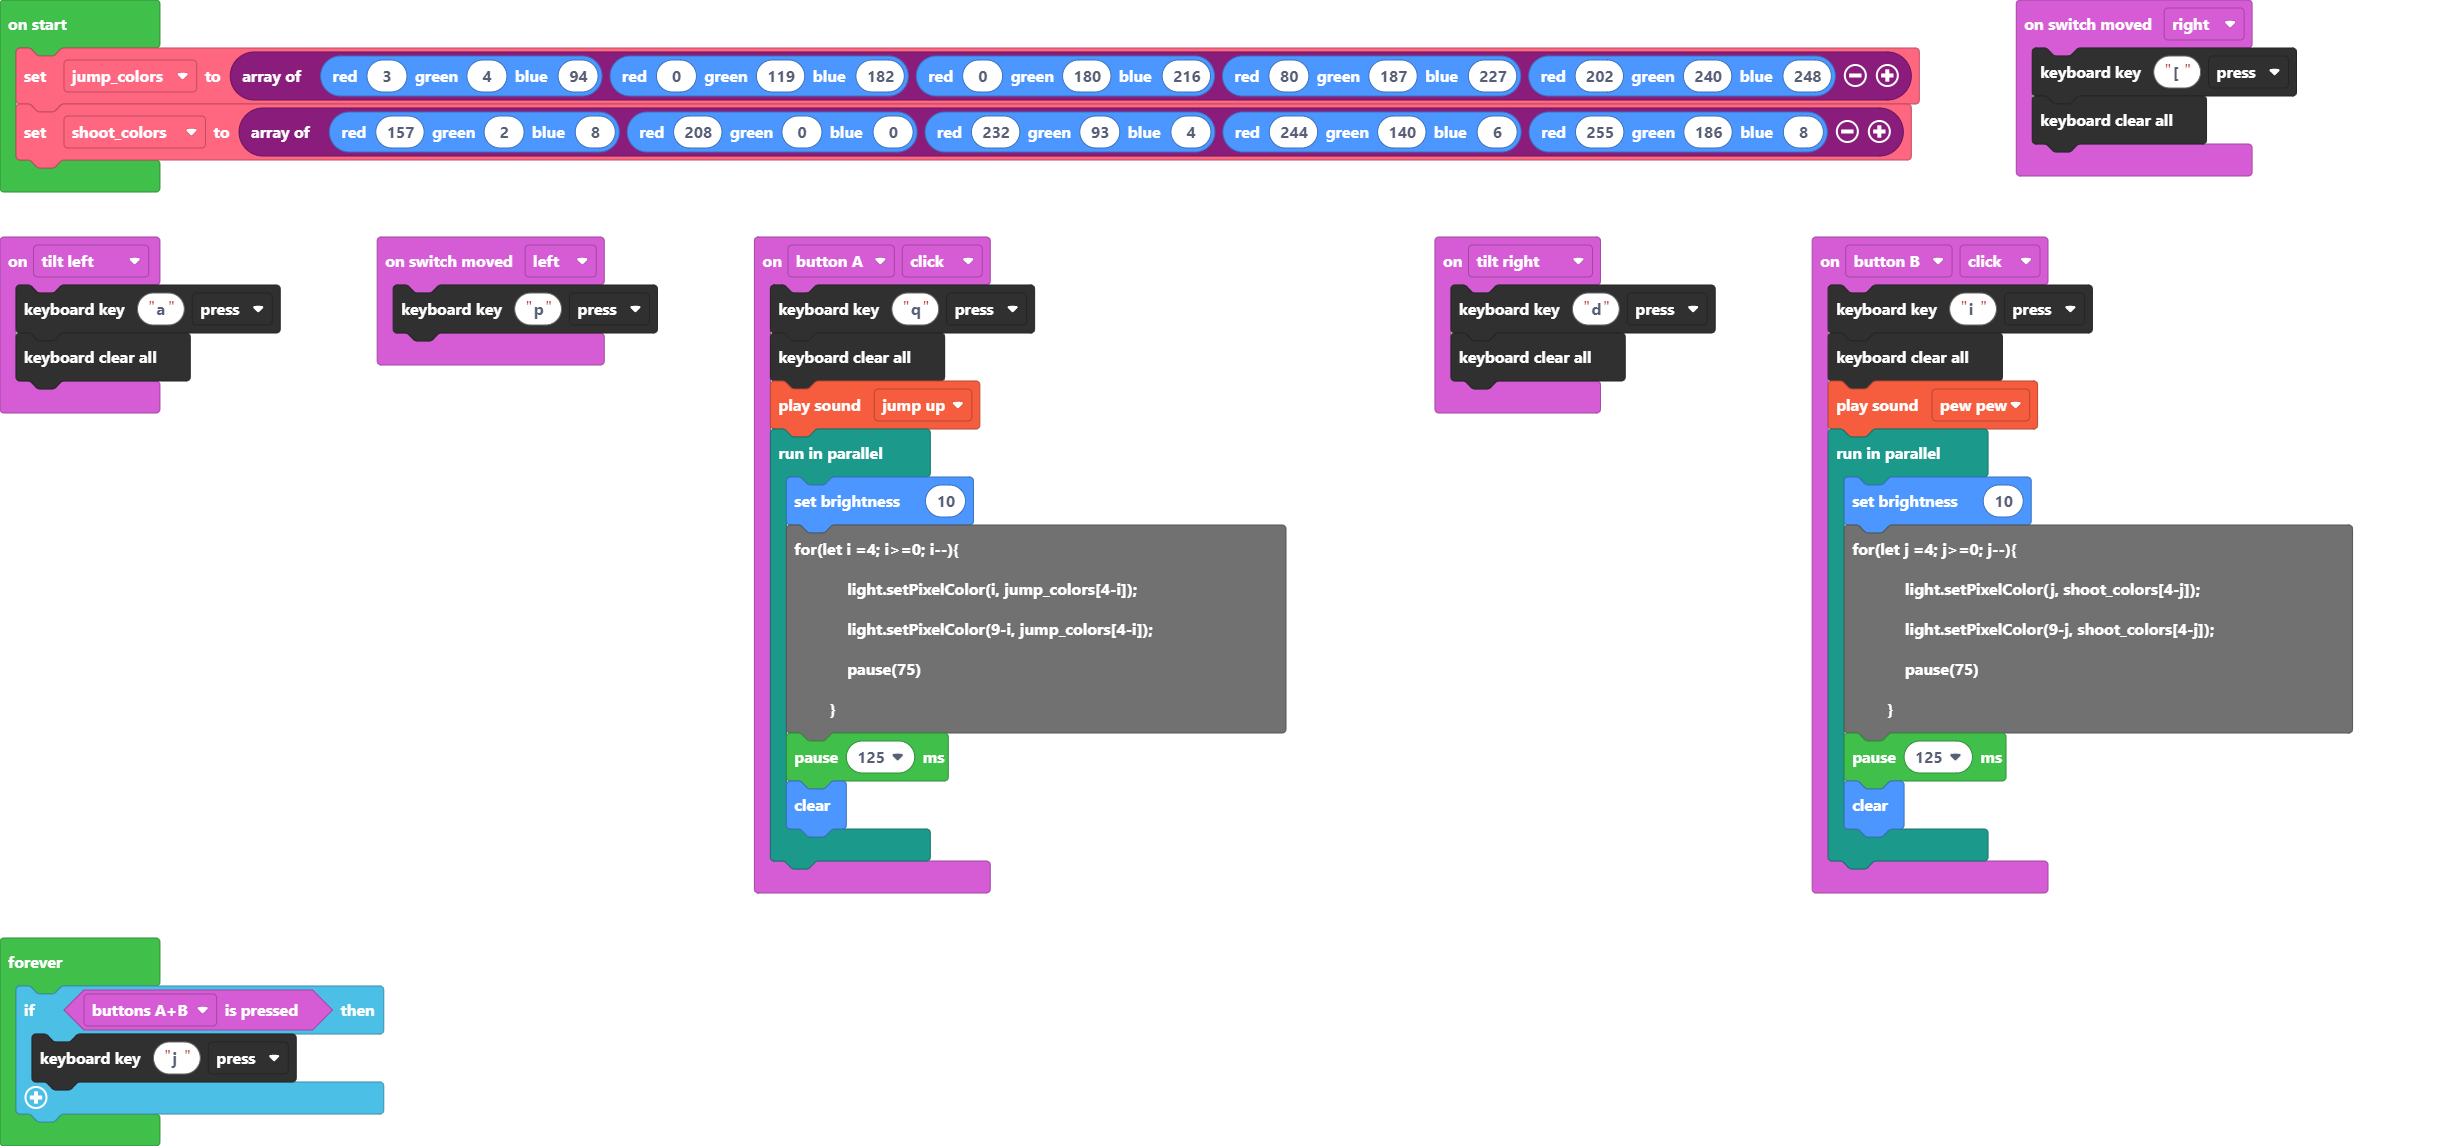 on start
set jump_colors to array of red 3 green 4 blue 94 red 0 green 119 blue 182 red 0 green 180 blue 216 red 80 green 187 blue 227 red 202 green 240 blue 248
set shoot_colors to array of red 157 green 2 blue 8 red 208 green 0 blue 0 red 232 green 93 blue 4 red 244 green 140 blue 6 red 255 green 186 blue 8
on switch moved right
keyboard key "[" press
keyboard clear all
on tilt left
keyboard key "a" press
keyboard clear all
on switch moved left
keyboard key "p" press
on button A click
keyboard key "q" press
keyboard clear all
play sound jump up
run in parallel
set brightness 10
for(let i =4; i>=0; i--){
light.setPixelColor(i, jump_colors[4-i]);
light.setPixelColor(9-i, jump_colors[4-i]);
pause(75)
}
pause 125 ms
clear
on tilt right
keyboard key "d" press
keyboard clear all
on button B click
keyboard key "i" press
keyboard clear all
play sound pew pew
run in parallel
set brightness 10
for(let j =4; j>=0; j--){
light.setPixelColor(j, shoot_colors[4-j]);
light.setPixelColor(9-j, shoot_colors[4-j]);
pause(75)
}
pause 125 ms
clear
forever
if buttons A+B is pressed then
keyboard key "j" press